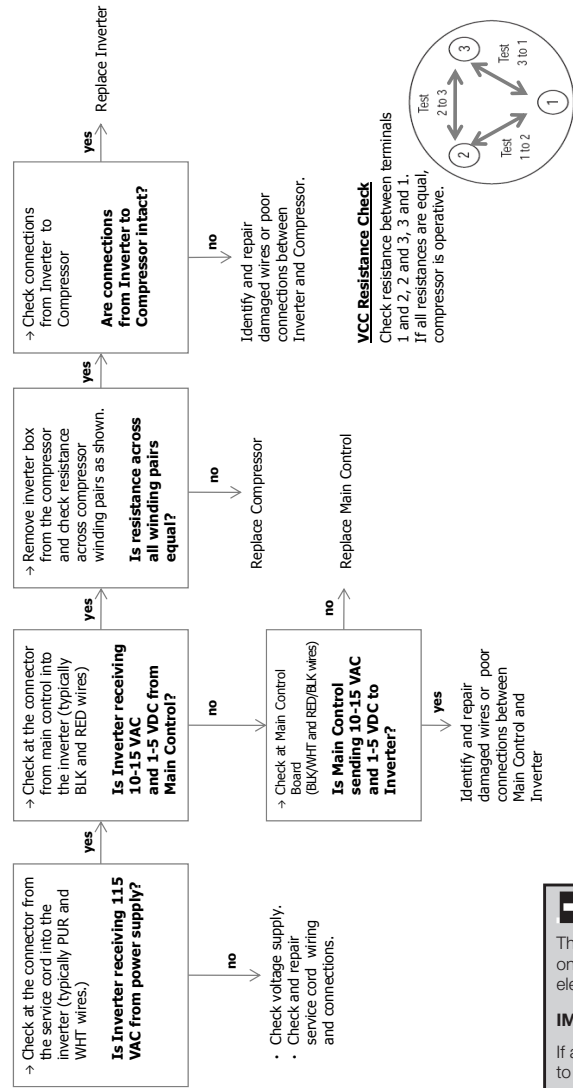 → Check at the connector from
the service cord into the
inverter (typically PUR and
WHT wires.)
Is Inverter receiving 115
VAC from power supply?
yes
no
• Check voltage supply.
• Check and repair
service cord wiring
and connections.
→ Check at the connector
from main control into
the inverter (typically
BLK and RED wires)
Is Inverter receiving
10-15 VAC
and 1-5 VDC from
Main Control?
yes
no
→ Check at Main Control
Board
(BLK/WHT and RED/BLK wires)
Is Main Control
sending 10-15 VAC
and 1-5 VDC to
Inverter?
no
Replace Main Control
yes
Identify and repair
damaged wires or poor
connections between
Main Control and
Inverter
→ Remove inverter box
from the compressor
and check resistance
across compressor
winding pairs as shown.
Is resistance across
all winding pairs
equal?
yes
no
Replace Compressor
→ Check connections
from Inverter to
Compressor
Are connections
from Inverter to
Compressor intact?
yes
Replace Inverter
no
Identify and repair
damaged wires or poor
connections between
Inverter and Compressor.
VCC Resistance Check
Check resistance between terminals
1 and 2, 2 and 3, 3 and 1.
If all resistances are equal,
compressor is operative.
Test
2 to 3
2
3
Test
1 to 2
Test
3 to 1
1
on
IM
If a
to